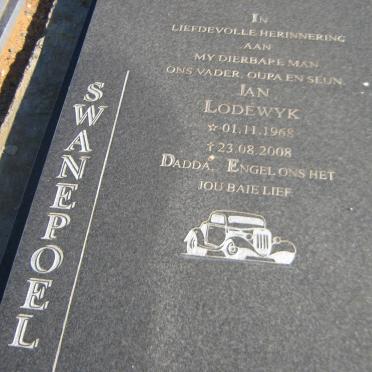 SWANEPOEL
IN
LIEFDEVOLLE HERINNERING
AAN
MY DIERBARE MAN
ONS VADER, OUPA EN SEUN
JAN
LODEWYK
☆ 01.11.1968
† 23.08.2008
DADDA, ENGEL ONS HET
JOU BAIE LIEF